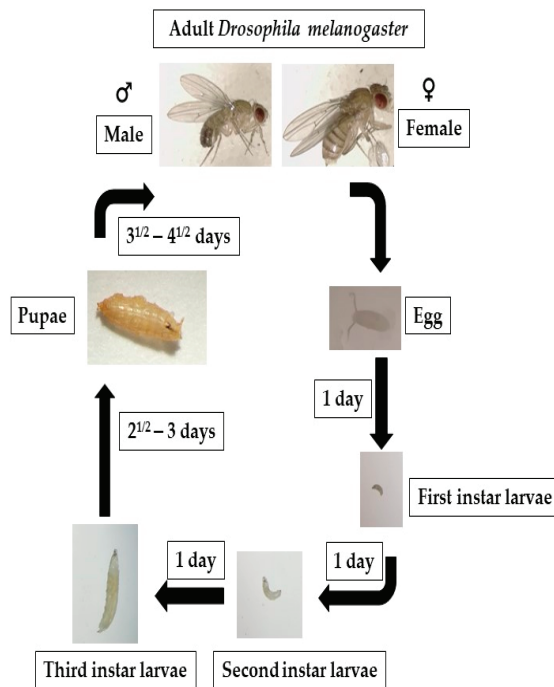 Adult Drosophila melanogaster
♂
Male
♀
Female
3^1/2 – 4^1/2 days
Pupae
Egg
1 day
2^1/2 – 3 days
First instar larvae
1 day
1 day
Third instar larvae
Second instar larvae